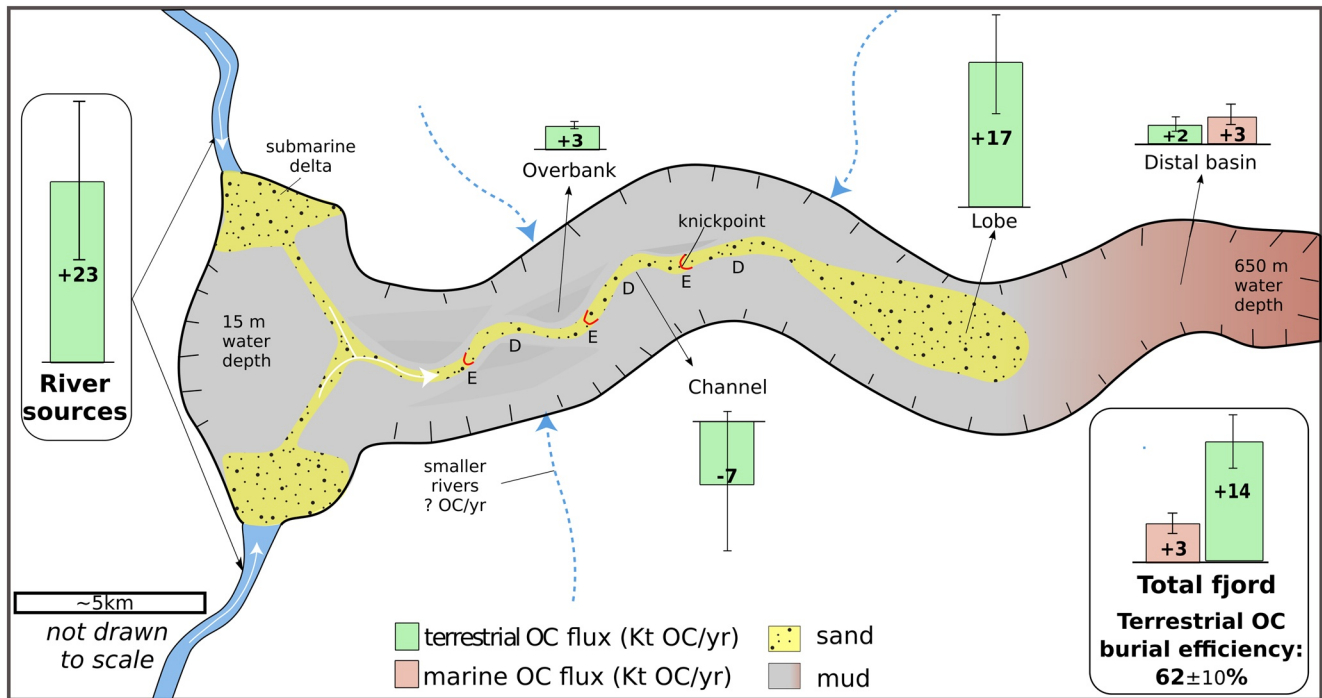 submarine
delta
+3
Overbank
+17
Lobe
+2
+3
Distal basin
knickpoint
+23
River
sources
15 m
water
depth
650 m
water
depth
D
E
D
E
D
E
Channel
-7
smaller
rivers
? OC/yr
+3
+14
Total fjord
Terrestrial OC
burial efficiency:
62±10%
~5km
not drawn
to scale
terrestrial OC flux (Kt OC/yr)
marine OC flux (Kt OC/yr)
sand
mud